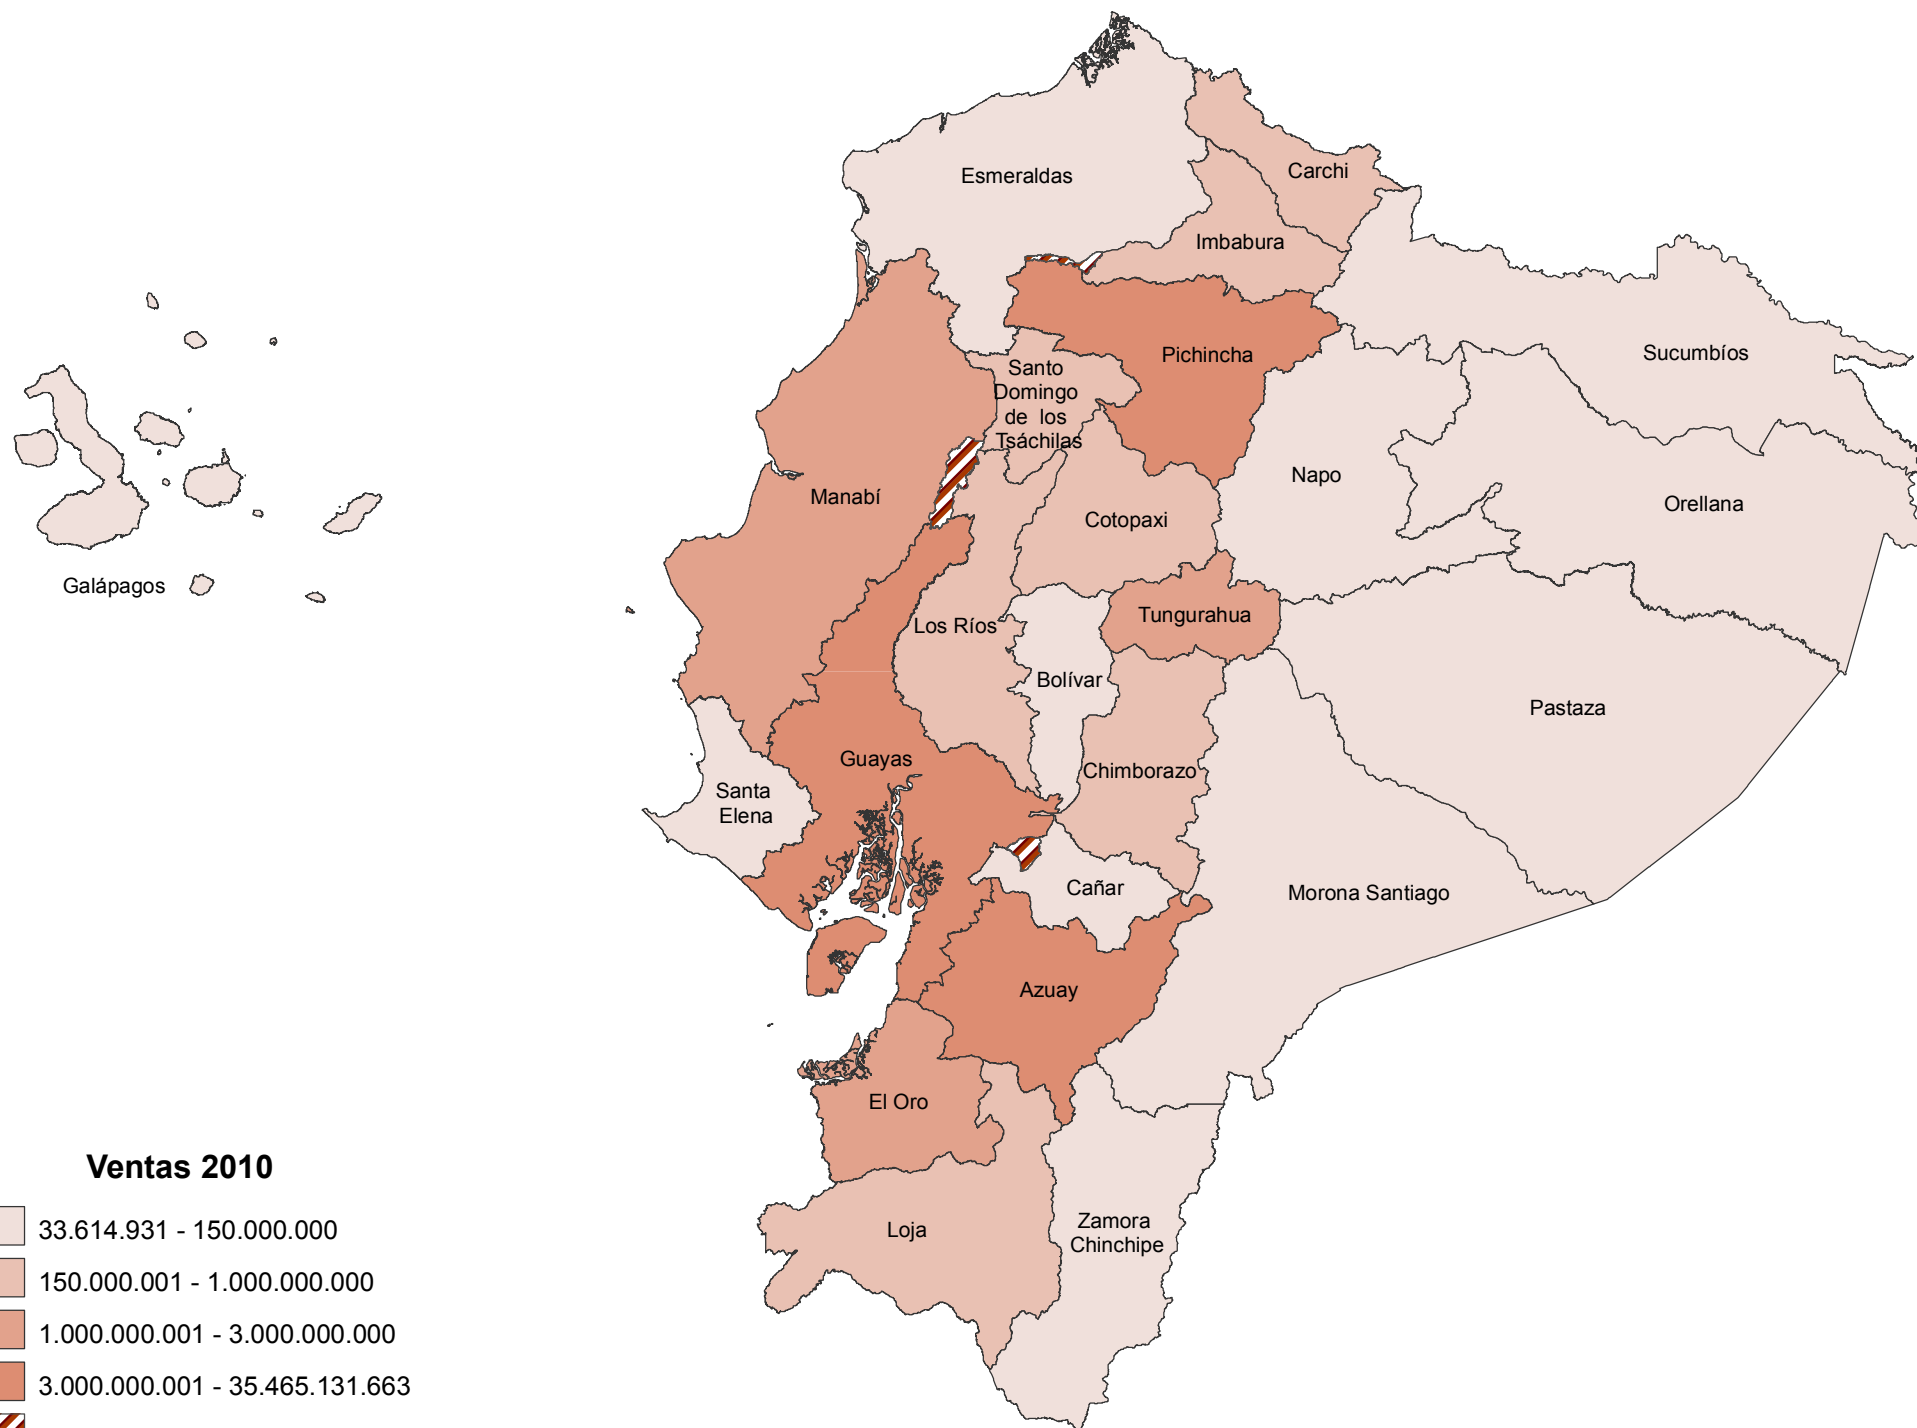 Esmeraldas
Carchi
Imbabura
Pichincha
Sucumbíos
Santo
Domingo
de los
Tsáchilas
Napo
Manabí
Orellana
Cotopaxi
Galápagos
Tungurahua
Los Ríos
Bolívar
Pastaza
Guayas
Chimborazo
Santa
Elena
Cañar
Morona Santiago
Azuay
El Oro
Zamora
Chinchipe
Loja
Ventas 2010
33.614.931 - 150.000.000
150.000.001 - 1.000.000.000
1.000.000.001 - 3.000.000.000
3.000.000.001 - 35.465.131.663